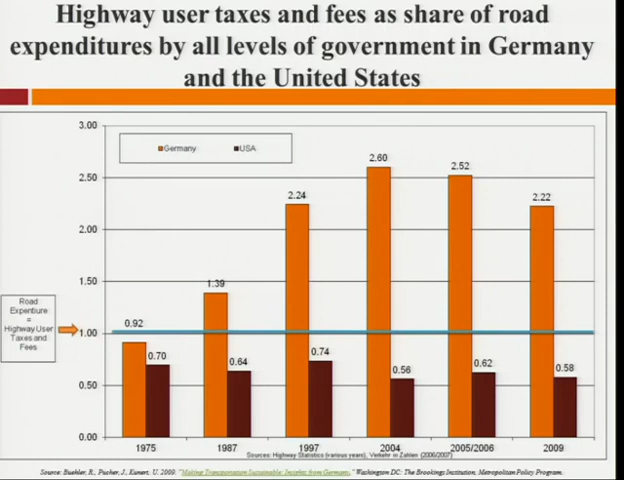 Highway user taxes and fees as share of road
expenditures by all levels of government in Germany
and the United States
3.00
2.50
2.00
1.50
1.00
0.50
0.00
Germany USA
Road
Expentiure
=
Highway User
Taxes and
Fees
0.92
0.70
1.39
0.64
2.24
0.74
2.60
0.56
2.52
0.62
2.22
0.58
1975 1987 1997 2004 2005/2006 2009
Sources: Highway Statistics (various years), Verkehr in Zahlen (2006/2007)
Source: Buehler, R., Pucher, J., Kunert, U. 2009. "Making Transportation Sustainable: Insights from Germany," Washington DC: The Brookings Institution, Metropolitan Policy Program.